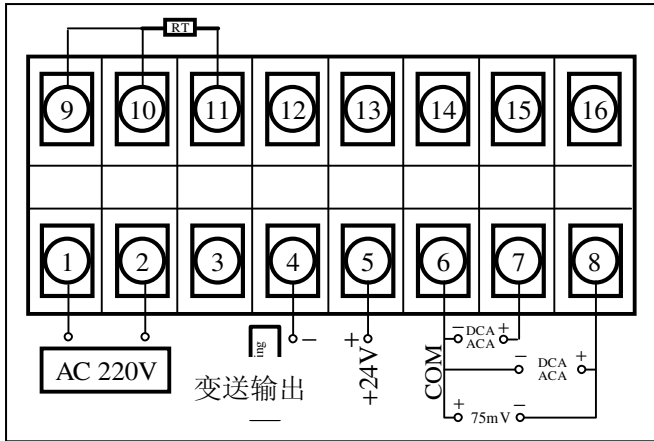 RT
9 10 11 12 13 14 15 16
1 2 3 4 5 6 7 8
AC 220V
ing
−
变送输出
+
+24V
COM
− DCA +
ACA
− DCA +
ACA
+ 75mV −